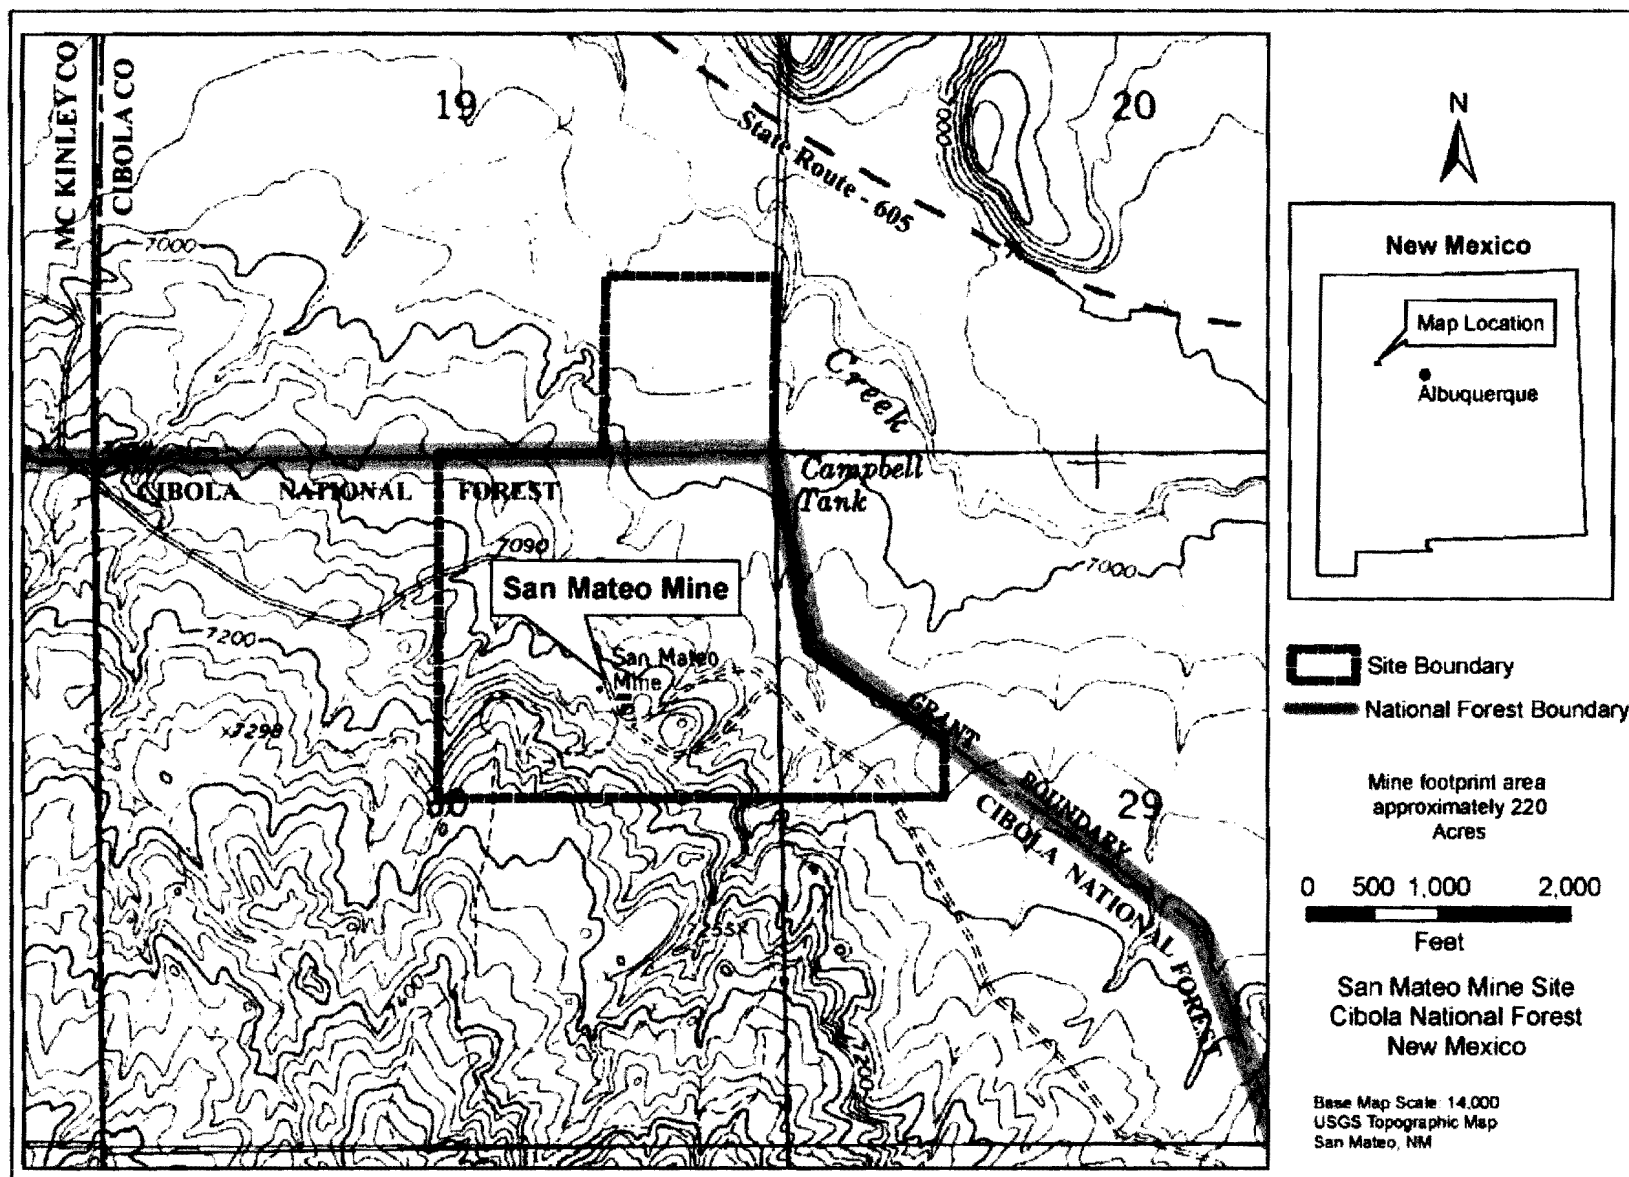 MC KINLEY CO
CIBOLA CO
19
20
State Route - 605
7000
7000
Creek
Campbell
Tank
CIBOLA NATIONAL FOREST
7090
San Mateo Mine
San Mateo
Mine
7200
7000
x7298
GRANT
BOUNDARY
CIBOLA NATIONAL FOREST
29
7255x
7400
7200
N
New Mexico
Map Location
Albuquerque
Site Boundary
National Forest Boundary
Mine footprint area
approximately 220
Acres
0 500 1,000 2,000
Feet
San Mateo Mine Site
Cibola National Forest
New Mexico
Base Map Scale: 14,000
USGS Topographic Map
San Mateo, NM